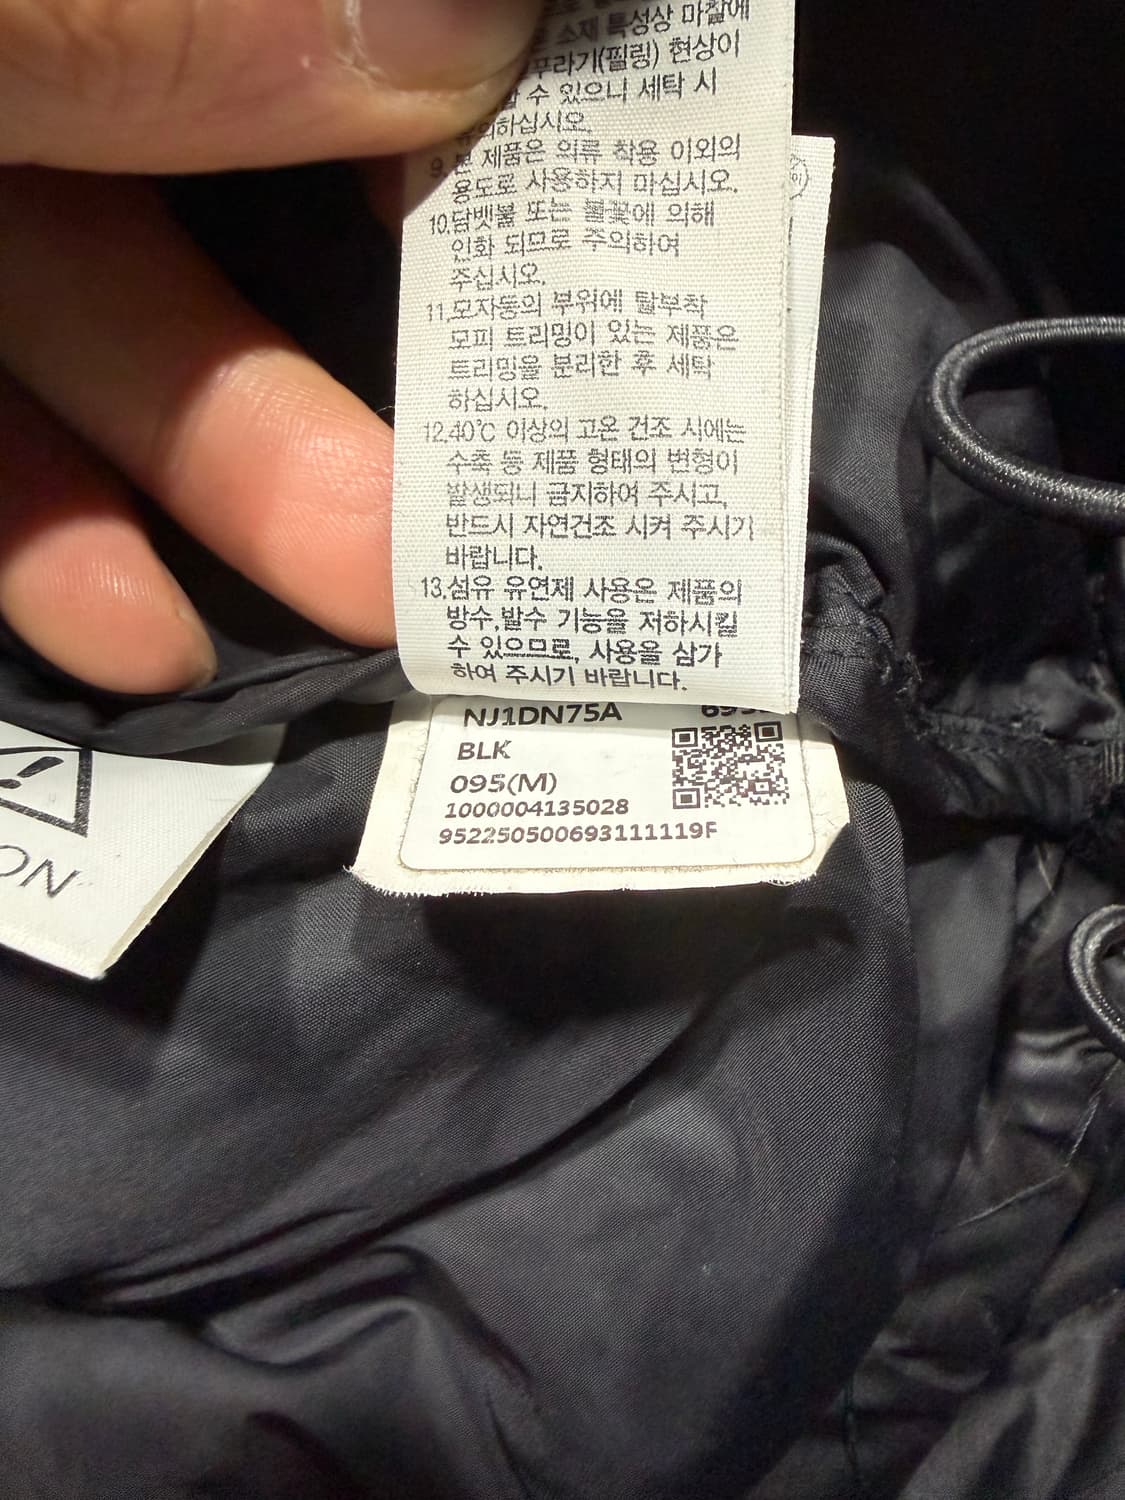 소재 특성상 마찰에
현상이
수 있으니 세탁 시
유의하십시오.
9.본 제품은 의류 착용 이외의
용도로 사용하지 마십시오.
10.담뱃불 또는 불꽃에 의해
인화 되므로 주의하여
주십시오.
11.모자등의 부위에 탈부착
모피 트리밍이 있는 제품은
트리밍을 분리한 후 세탁
하십시오.
12.40℃ 이상의 고온 건조 시에는
수축 등 제품 형태의 변형이
발생되니 금지하여 주시고,
반드시 자연건조 시켜 주시기
바랍니다.
13.섬유 유연제 사용은 제품의
방수,발수 기능을 저하시킬
수 있으므로, 사용을 삼가
하여 주시기 바랍니다.
NJ1DN75A
BLK
095(M)
1000004135028
952250500693111119F
ON"